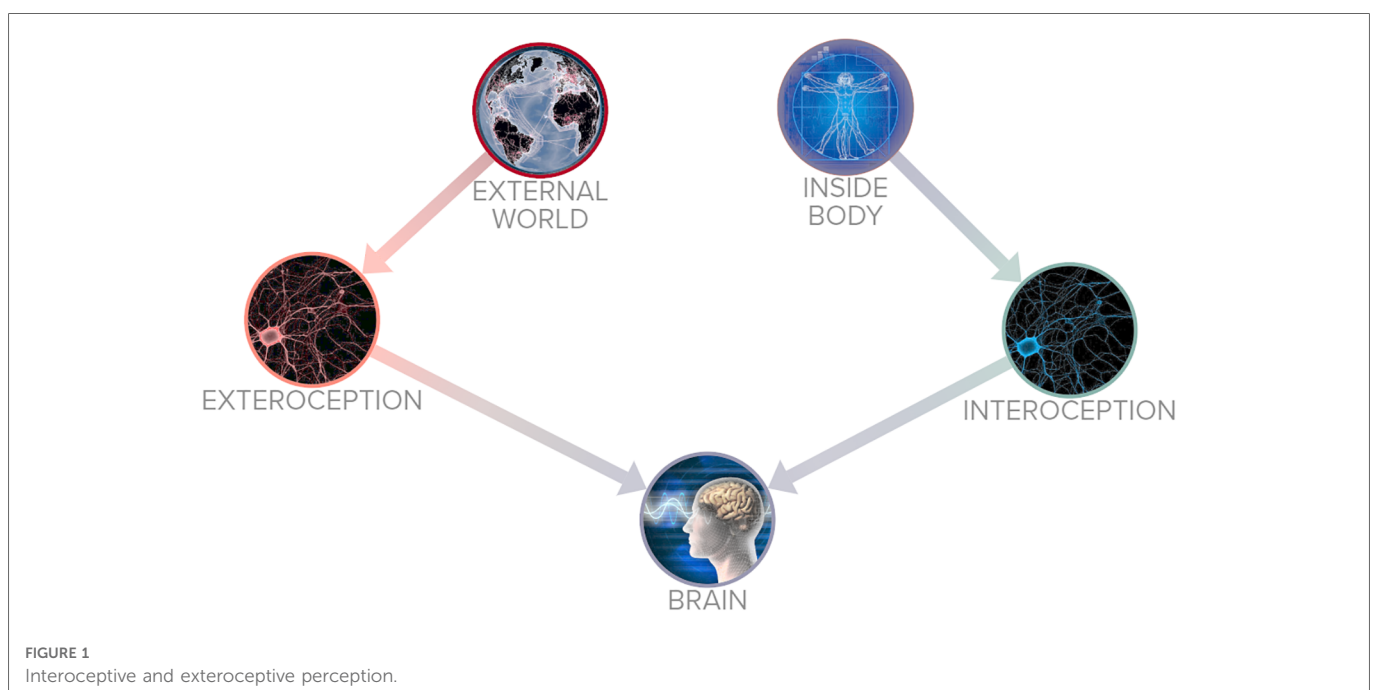 EXTERNAL
WORLD
INSIDE
BODY
EXTEROCEPTION
INTEROCEPTION
BRAIN
FIGURE 1
Interoceptive and exteroceptive perception.